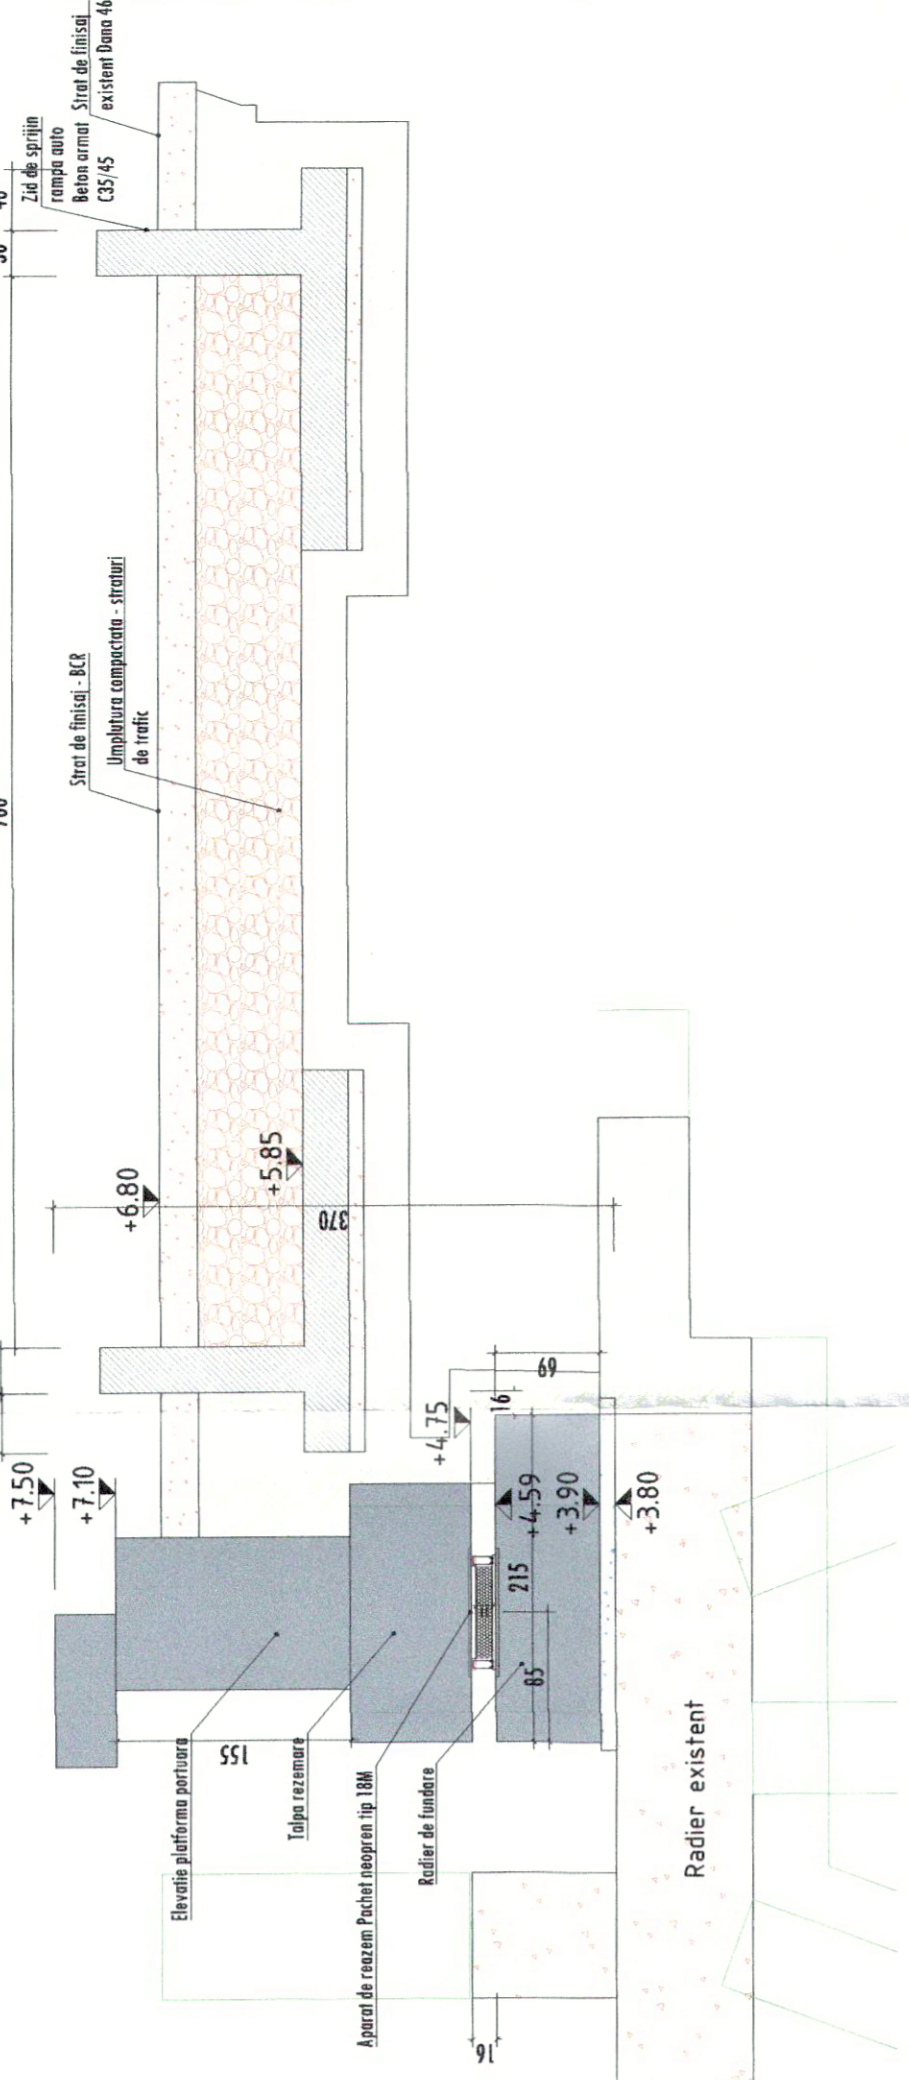 Strat de finisaj
existent Dana 46
Zid de sprijin
rampa auto
Beton armat
C35/45
Strat de finisaj - BCR
Umplutura compactata - straturi
de trafic
+6.80
+5.85
370
+7.50
+7.10
+4.75
16
69
+4.59
+3.90
+3.80
215
85
155
Elevatie platforma portuara
Talpa rezemare
Aparat de reazem Pachet neopren tip 18M
Radier de fundare
Radier existent
16